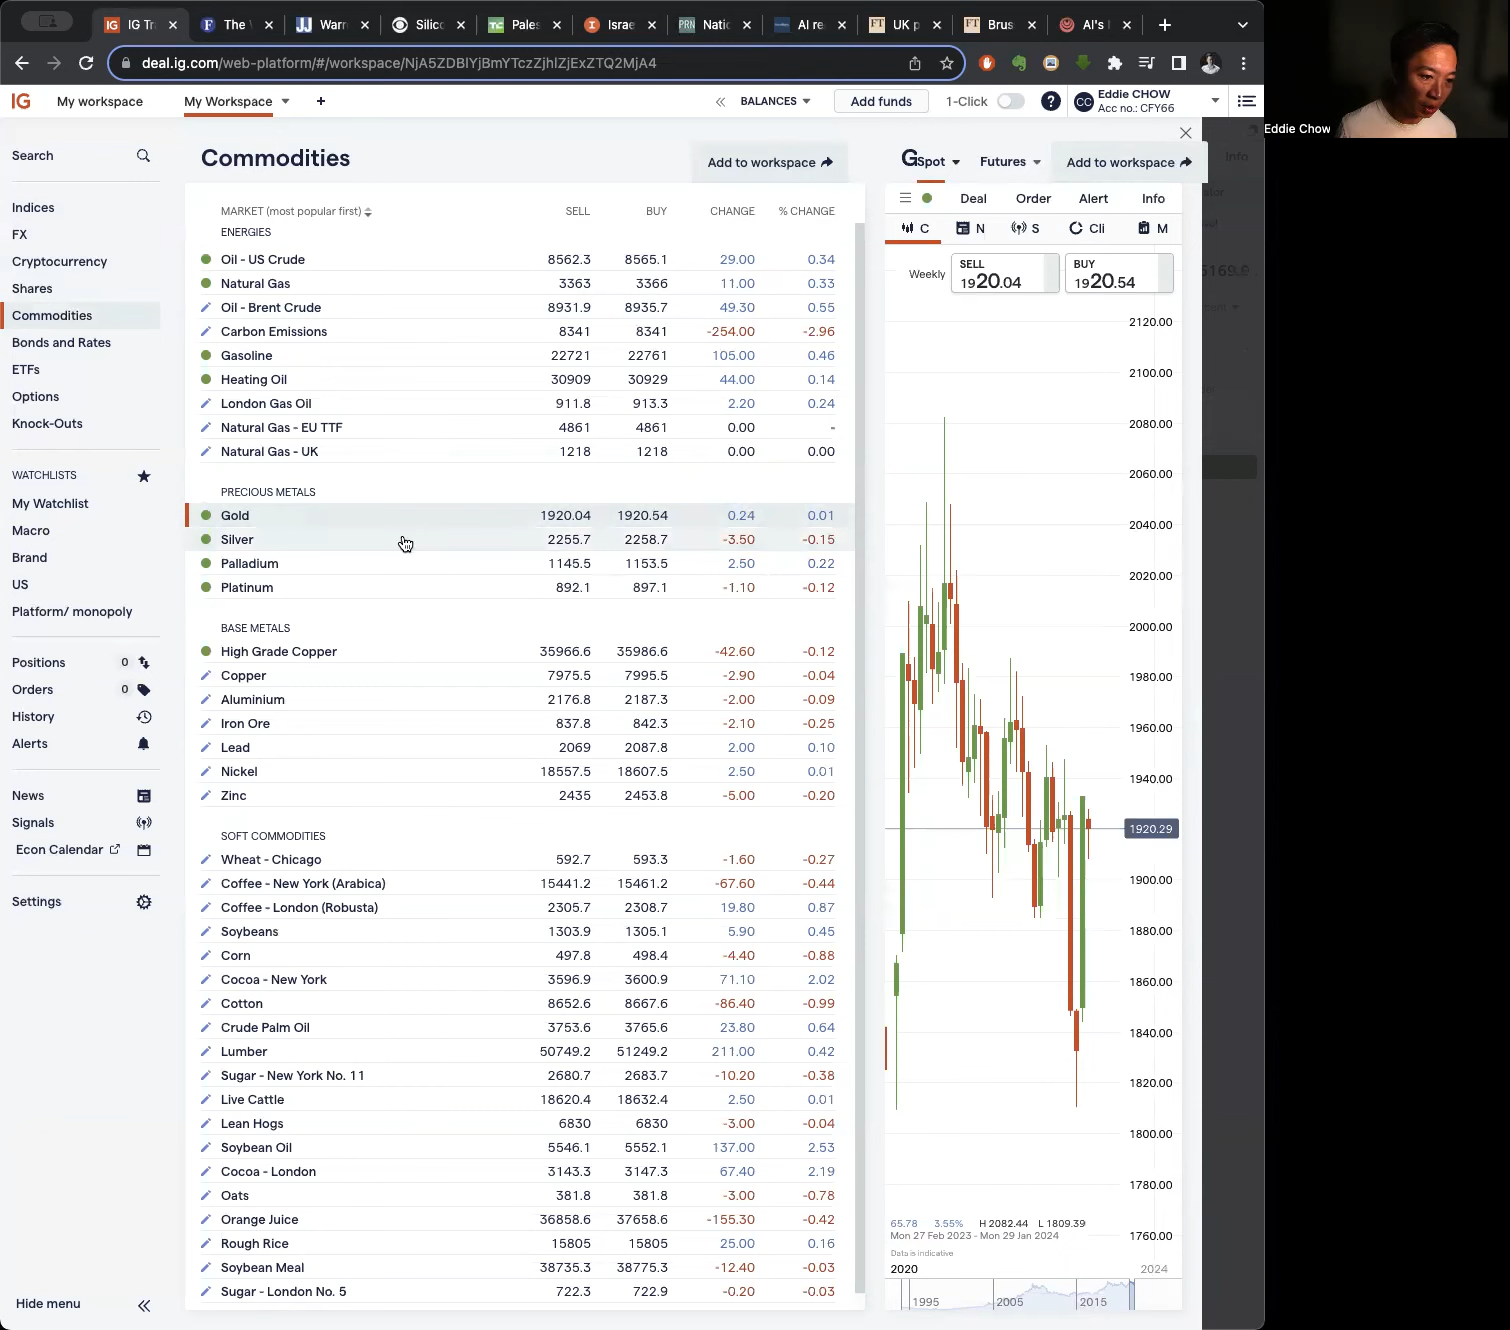 IG Tr
The
Warr
Silic
Pales
Israe
PRN Natic
AI re
FT UK p
FT Brus
AI's
deal.ig.com/web-platform/#/workspace/NjA5ZDBlYjBmYTczZjhlZjExZTQ2MjA4
IG My workspace My Workspace + BALANCES Add funds 1-Click ? CC Eddie CHOW
Acc no.: CFY66
Eddie Chow
Search
Indices
FX
Cryptocurrency
Shares
Commodities
Bonds and Rates
ETFs
Options
Knock-Outs
WATCHLISTS
My Watchlist
Macro
Brand
US
Platform/ monopoly
Positions 0
Orders 0
History
Alerts
News
Signals
Econ Calendar
Settings
Hide menu
Commodities Add to workspace
MARKET (most popular first) SELL BUY CHANGE % CHANGE
ENERGIES
Oil - US Crude 8562.3 8565.1 29.00 0.34
Natural Gas 3363 3366 11.00 0.33
Oil - Brent Crude 8931.9 8935.7 49.30 0.55
Carbon Emissions 8341 8341 -254.00 -2.96
Gasoline 22721 22761 105.00 0.46
Heating Oil 30909 30929 44.00 0.14
London Gas Oil 911.8 913.3 2.20 0.24
Natural Gas - EU TTF 4861 4861 0.00 -
Natural Gas - UK 1218 1218 0.00 0.00
PRECIOUS METALS
Gold 1920.04 1920.54 0.24 0.01
Silver 2255.7 2258.7 -3.50 -0.15
Palladium 1145.5 1153.5 2.50 0.22
Platinum 892.1 897.1 -1.10 -0.12
BASE METALS
High Grade Copper 35966.6 35986.6 -42.60 -0.12
Copper 7975.5 7995.5 -2.90 -0.04
Aluminium 2176.8 2187.3 -2.00 -0.09
Iron Ore 837.8 842.3 -2.10 -0.25
Lead 2069 2087.8 2.00 0.10
Nickel 18557.5 18607.5 2.50 0.01
Zinc 2435 2453.8 -5.00 -0.20
SOFT COMMODITIES
Wheat - Chicago 592.7 593.3 -1.60 -0.27
Coffee - New York (Arabica) 15441.2 15461.2 -67.60 -0.44
Coffee - London (Robusta) 2305.7 2308.7 19.80 0.87
Soybeans 1303.9 1305.1 5.90 0.45
Corn 497.8 498.4 -4.40 -0.88
Cocoa - New York 3596.9 3600.9 71.10 2.02
Cotton 8652.6 8667.6 -86.40 -0.99
Crude Palm Oil 3753.6 3765.6 23.80 0.64
Lumber 50749.2 51249.2 211.00 0.42
Sugar - New York No. 11 2680.7 2683.7 -10.20 -0.38
Live Cattle 18620.4 18632.4 2.50 0.01
Lean Hogs 6830 6830 -3.00 -0.04
Soybean Oil 5546.1 5552.1 137.00 2.53
Cocoa - London 3143.3 3147.3 67.40 2.19
Oats 381.8 381.8 -3.00 -0.78
Orange Juice 36858.6 37658.6 -155.30 -0.42
Rough Rice 15805 15805 25.00 0.16
Soybean Meal 38735.3 38775.3 -12.40 -0.03
Sugar - London No. 5 722.3 722.9 -0.20 -0.03
G Spot Futures Add to workspace
Deal Order Alert Info
C N S Cli M
Weekly SELL 1920.04 BUY 1920.54
2120.00
2100.00
2080.00
2060.00
2040.00
2020.00
2000.00
1980.00
1960.00
1940.00
1920.29
1900.00
1880.00
1860.00
1840.00
1820.00
1800.00
1780.00
1760.00
65.78 3.55% H 2082.44 L 1809.39
Mon 27 Feb 2023 - Mon 29 Jan 2024
Data is indicative
2020 2024
1995 2005 2015
Info